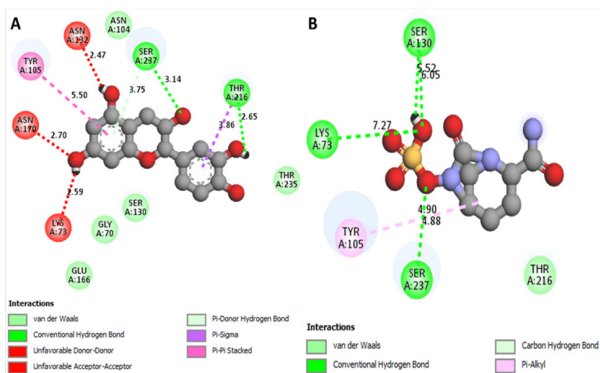 A
ASN
A:132
ASN
A:104
SER
A:237
TYR
A:105
THR
A:216
ASN
A:170
THR
A:235
SER
A:130
LYS
A:73
GLY
A:70
GLU
A:166
2.47
3.14
5.50
3.75
2.65
3.86
2.70
2.59
Interactions
van der Waals
Conventional Hydrogen Bond
Unfavorable Donor-Donor
Unfavorable Acceptor-Acceptor
Pi-Donor Hydrogen Bond
Pi-Sigma
Pi-Pi Stacked
B
SER
A:130
5.52
6.05
LYS
A:73
7.27
TYR
A:105
4.90
4.88
SER
A:237
THR
A:216
Interactions
van der Waals
Conventional Hydrogen Bond
Carbon Hydrogen Bond
Pi-Alkyl